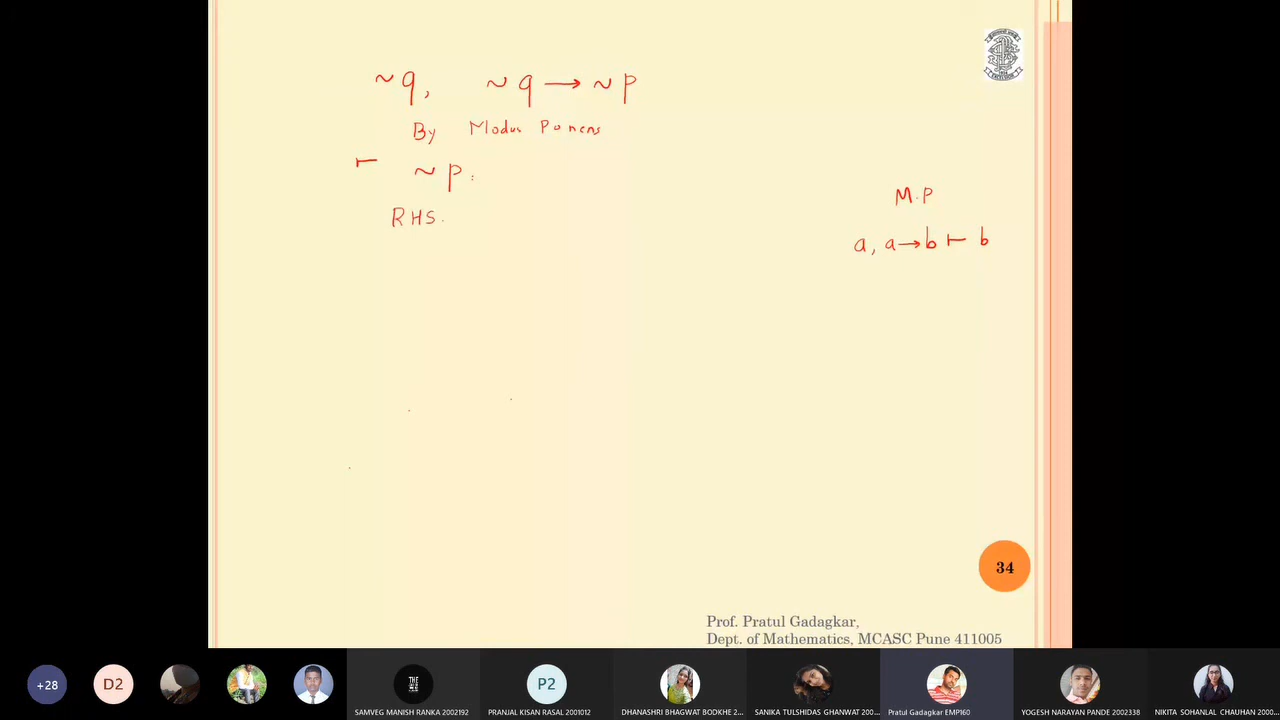 ~q, ~q → ~p
By Modus Ponens
⊢ ~p.
RHS.
M.P
a, a→b ⊢ b
34
Prof. Pratul Gadagkar,
Dept. of Mathematics, MCASC Pune 411005
+28
D2
P2
SAMVEG MANISH RANKA 2002192
PRANJAL KISAN RASAL 2001012
DHANASHRI BHAGWAT BODKHE 2...
SANIKA TULSHIDAS GHANWAT 200...
Pratul Gadagkar EMP160
YOGESH NARAYAN PANDE 2002338
NIKITA SOHANLAL CHAUHAN 2000...